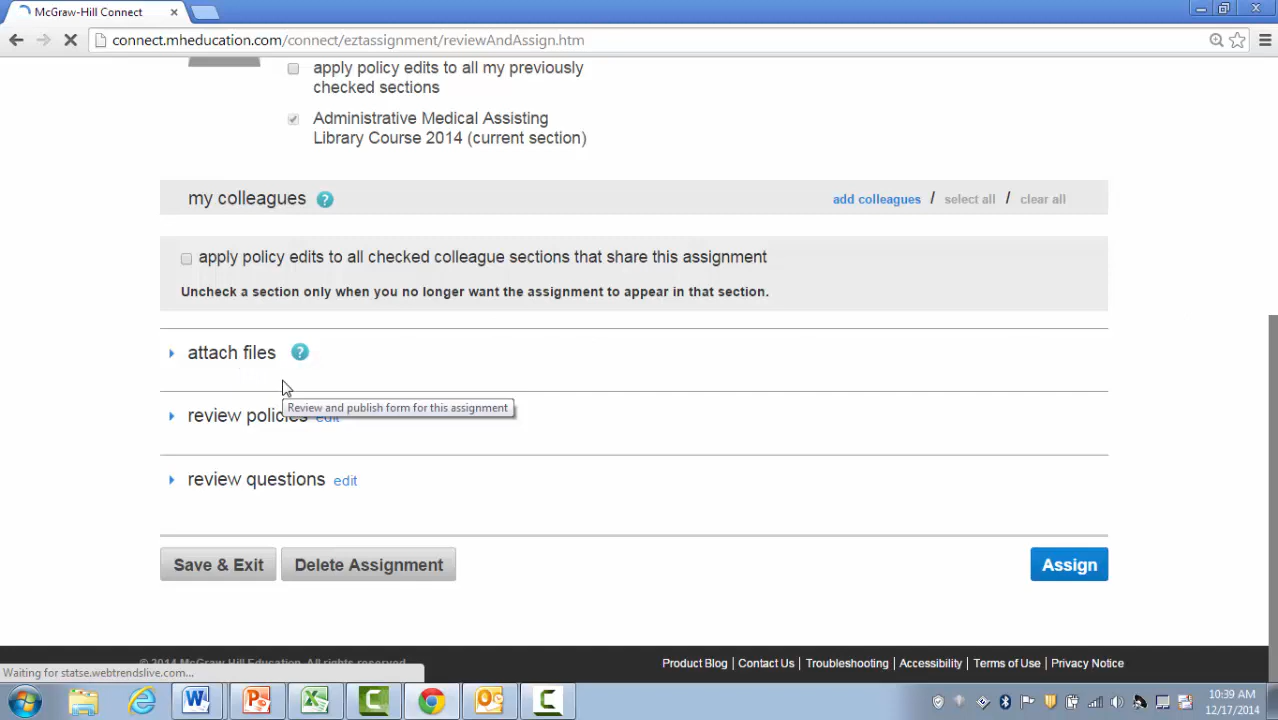 McGraw-Hill Connect
connect.mheducation.com/connect/eztassignment/reviewAndAssign.htm
apply policy edits to all my previously
checked sections
Administrative Medical Assisting
Library Course 2014 (current section)
my colleagues ? add colleagues / select all / clear all
apply policy edits to all checked colleague sections that share this assignment
Uncheck a section only when you no longer want the assignment to appear in that section.
attach files ?
Review and publish form for this assignment
review policies edit
review questions edit
Save & Exit Delete Assignment Assign
© 2014 McGraw-Hill Education. All rights reserved.
Product Blog | Contact Us | Troubleshooting | Accessibility | Terms of Use | Privacy Notice
Waiting for statse.webtrendslive.com...
10:39 AM
12/17/2014